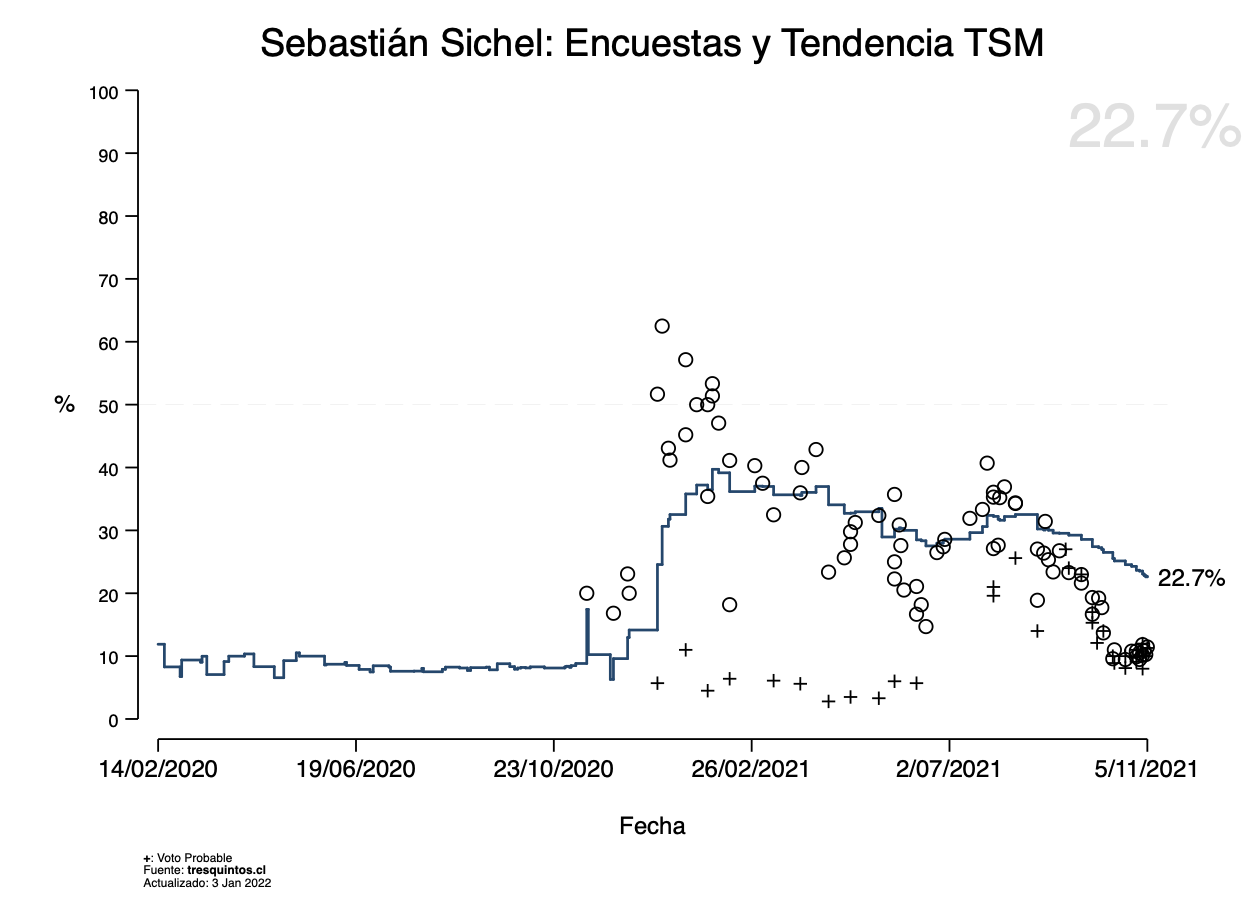 Sebastián Sichel: Encuestas y Tendencia TSM
22.7%
100
90
80
70
60
% 50
40
30
20
10
0
22.7%
14/02/2020 19/06/2020 23/10/2020 26/02/2021 2/07/2021 5/11/2021
Fecha
+: Voto Probable
Fuente: tresquintos.cl
Actualizado: 3 Jan 2022